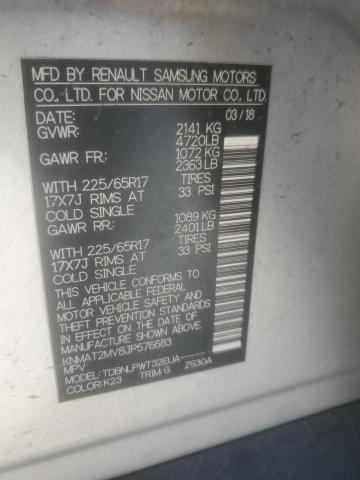 MFD BY RENAULT SAMSUNG MOTORS
CO., LTD. FOR NISSAN MOTOR CO., LTD.
DATE: 03 / 18
GVWR: 2141 KG
4720LB
GAWR FR: 1072 KG
2363 LB
WITH 225/65R17 TIRES
17X7J RIMS AT 33 PSI
COLD SINGLE
GAWR RR: 1089 KG
2401 LB
WITH 225/65R17 TIRES
17X7J RIMS AT 33 PSI
COLD SINGLE
THIS VEHICLE CONFORMS TO ALL
APPLICABLE FEDERAL
MOTOR VEHICLE SAFETY AND
THEFT PREVENTION STANDARDS
IN EFFECT ON THE DATE OF
MANUFACTURE SHOWN ABOVE.
KNMAT2MV8JP576683
MPV
MODEL: TDBNLPWT32EUA-------
COLOR: K23 TRIM: G ZS30A